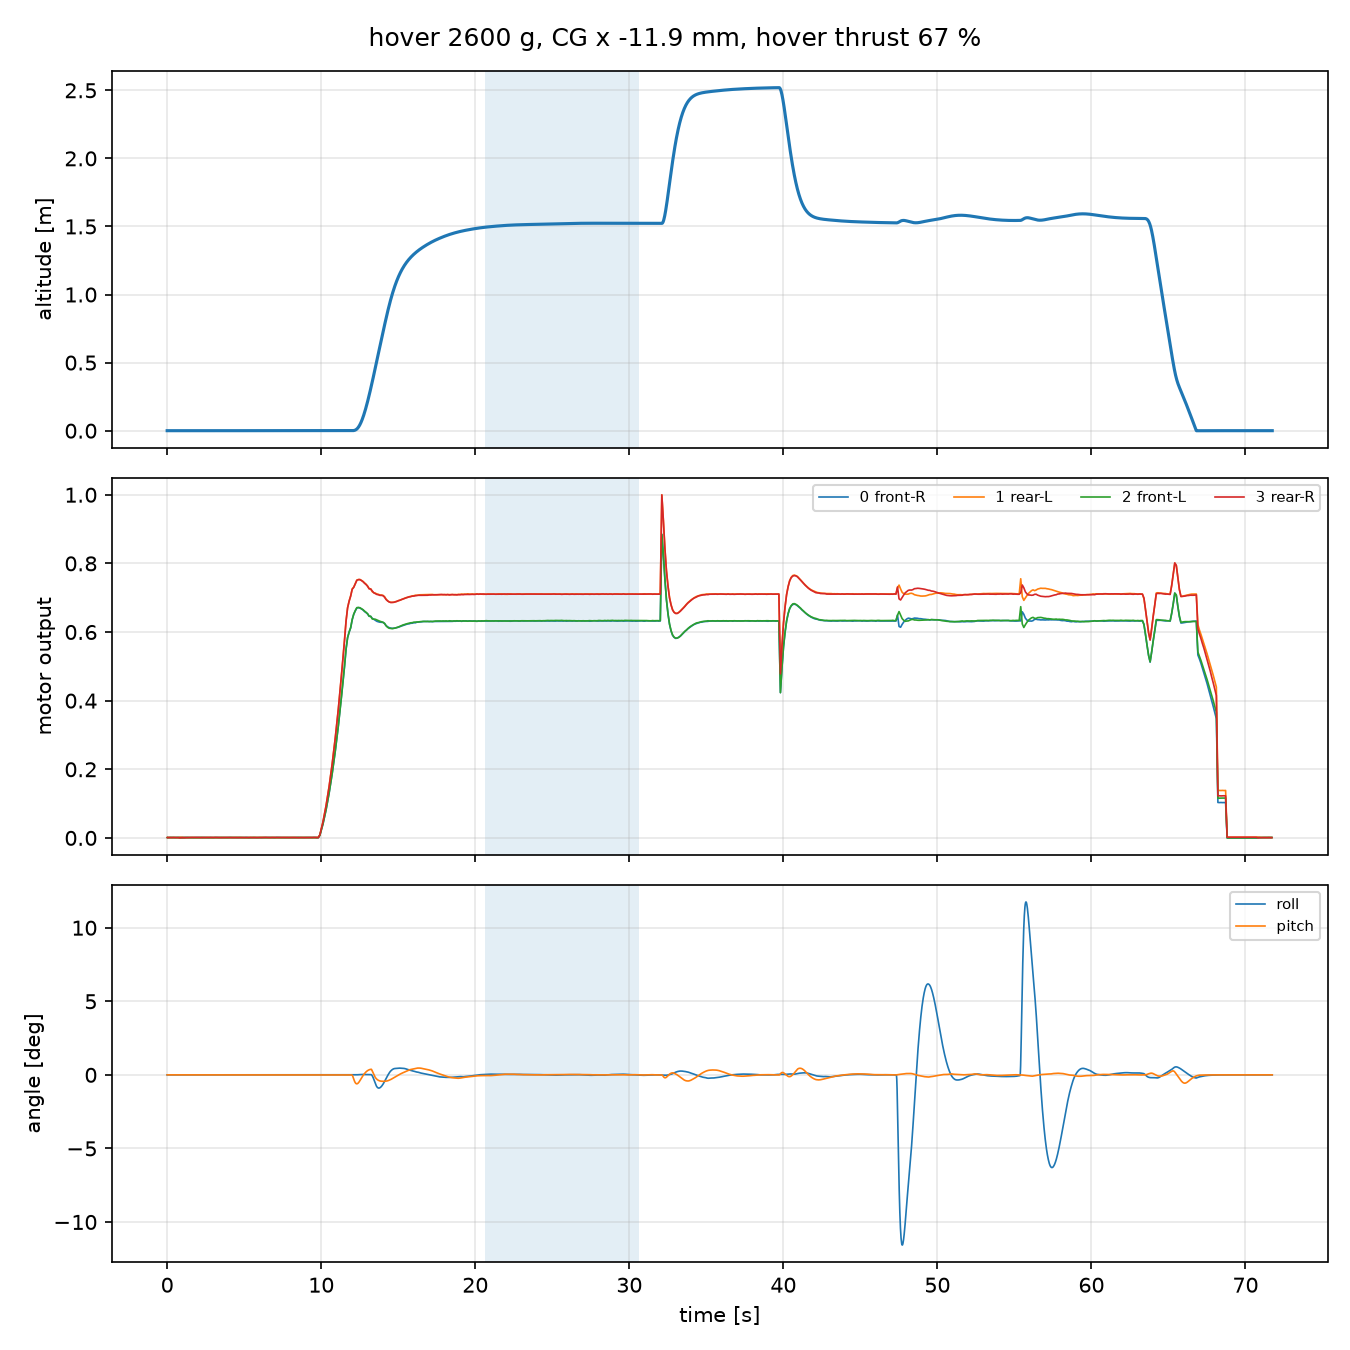 hover 2600 g, CG x -11.9 mm, hover thrust 67 %
2.5
2.0
1.5
1.0
0.5
0.0
altitude [m]
1.0
0.8
0.6
0.4
0.2
0.0
motor output
0 front-R 1 rear-L 2 front-L 3 rear-R
10
5
0
−5
−10
angle [deg]
roll
pitch
0 10 20 30 40 50 60 70
time [s]